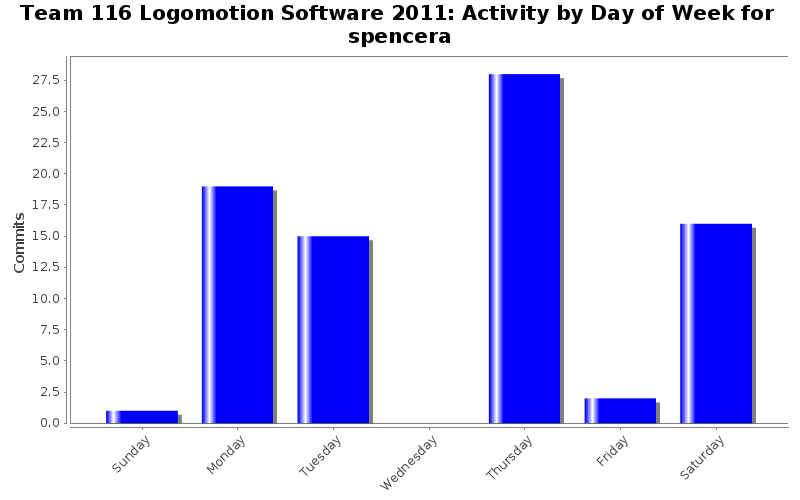 Team 116 Logomotion Software 2011: Activity by Day of Week for
spencera
Commits
27.5
25.0
22.5
20.0
17.5
15.0
12.5
10.0
7.5
5.0
2.5
0.0
Sunday
Monday
Tuesday
Wednesday
Thursday
Friday
Saturday